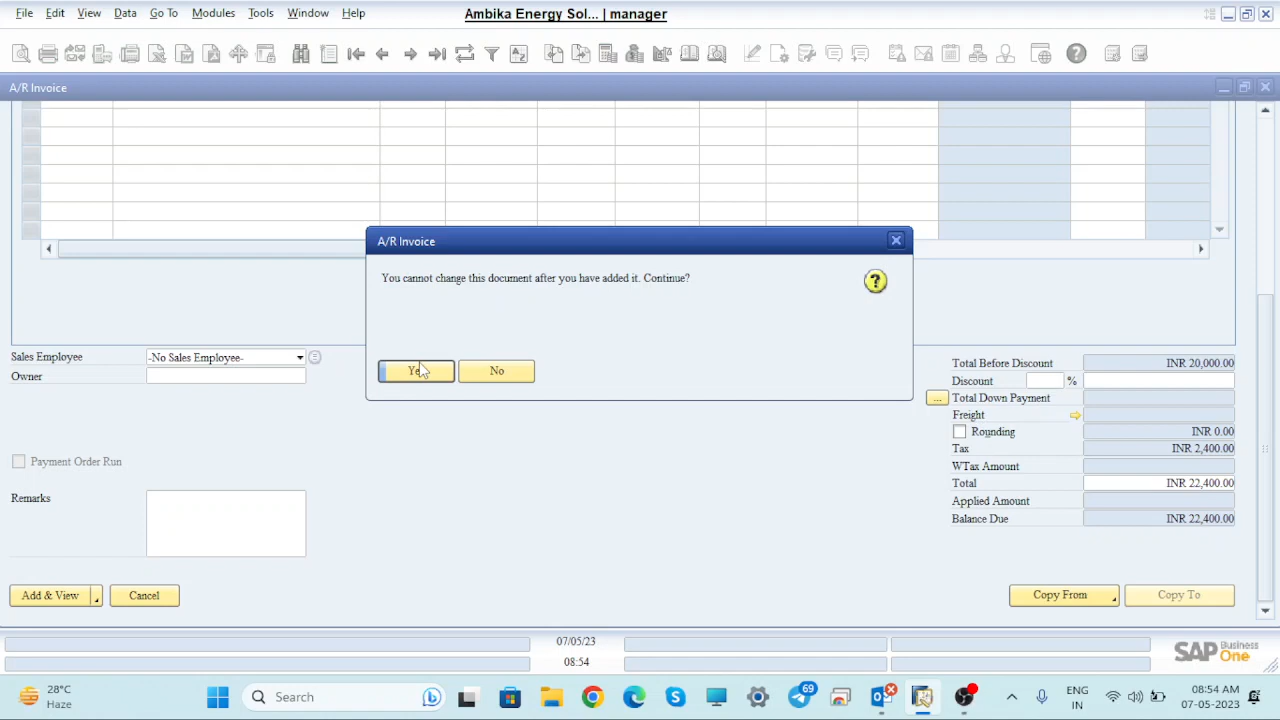 File Edit View Data Go To Modules Tools Window Help
Ambika Energy Sol... | manager
A/R Invoice
A/R Invoice
You cannot change this document after you have added it. Continue?
?
Yes
No
Sales Employee -No Sales Employee-
Owner
Payment Order Run
Remarks
Total Before Discount INR 20,000.00
Discount %
... Total Down Payment
Freight
Rounding INR 0.00
Tax INR 2,400.00
WTax Amount
Total INR 22,400.00
Applied Amount
Balance Due INR 22,400.00
Add & View Cancel
Copy From Copy To
07/05/23
08:54
SAP Business One
28°C
Haze
Search
69
ENG
IN
08:54 AM
07-05-2023